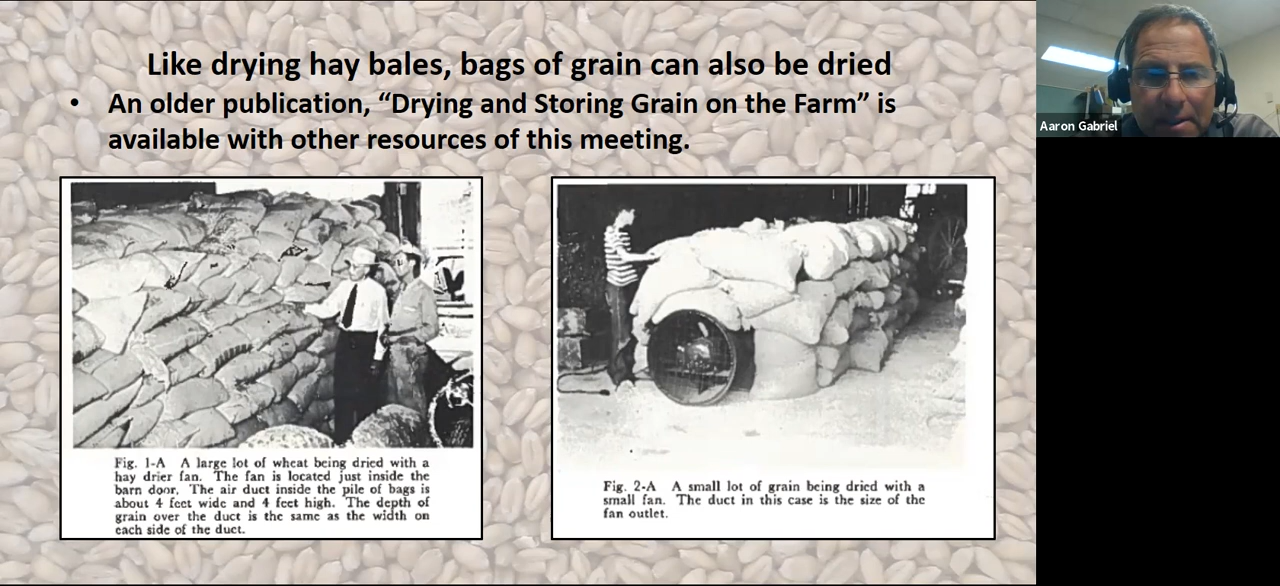 Like drying hay bales, bags of grain can also be dried
• An older publication, “Drying and Storing Grain on the Farm” is
available with other resources of this meeting.
Fig. 1-A A large lot of wheat being dried with a
hay drier fan. The fan is located just inside the
barn door. The air duct inside the pile of bags is
about 4 feet wide and 4 feet high. The depth of
grain over the duct is the same as the width on
each side of the duct.
Fig. 2-A A small lot of grain being dried with a
small fan. The duct in this case is the size of the
fan outlet.
Aaron Gabriel